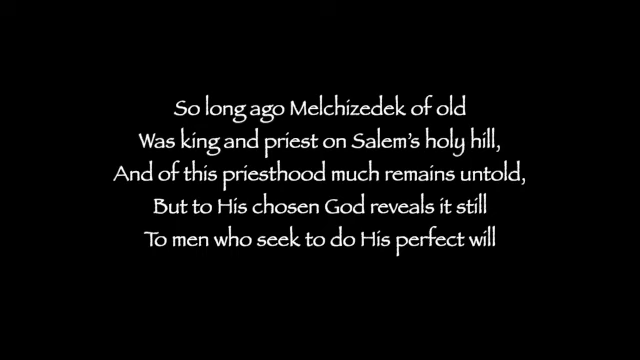 So long ago Melchizedek of old
Was king and priest on Salem's holy hill,
And of this priesthood much remains untold,
But to His chosen God reveals it still
To men who seek to do His perfect will